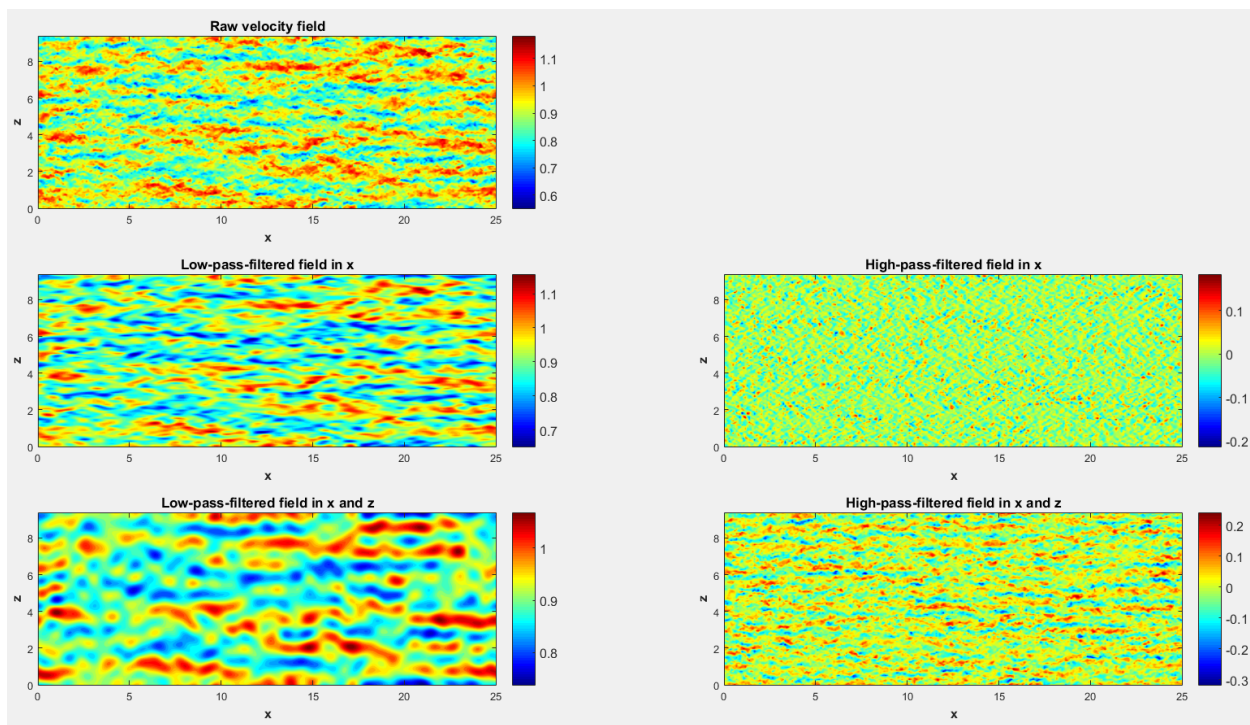 Raw velocity field
z
8
6
4
2
0
0 5 10 15 20 25
x
1.1
1
0.9
0.8
0.7
0.6
Low-pass-filtered field in x
z
8
6
4
2
0
0 5 10 15 20 25
x
1.1
1
0.9
0.8
0.7
High-pass-filtered field in x
z
8
6
4
2
0
0 5 10 15 20 25
x
0.1
0
-0.1
-0.2
Low-pass-filtered field in x and z
z
8
6
4
2
0
0 5 10 15 20 25
x
1
0.9
0.8
High-pass-filtered field in x and z
z
8
6
4
2
0
0 5 10 15 20 25
x
0.2
0.1
0
-0.1
-0.2
-0.3